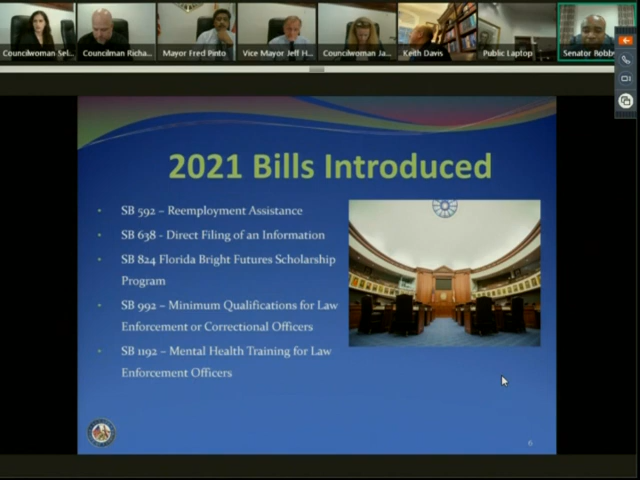 Councilwoman Sel...
Councilman Richa...
Mayor Fred Pinto
Vice Mayor Jeff H...
Councilwoman Ja...
Keith Davis
Public Laptop
Senator Bobb
2021 Bills Introduced
• SB 592 – Reemployment Assistance
• SB 638 - Direct Filing of an Information
• SB 824 Florida Bright Futures Scholarship
Program
• SB 992 – Minimum Qualifications for Law
Enforcement or Correctional Officers
• SB 1192 – Mental Health Training for Law
Enforcement Officers
6